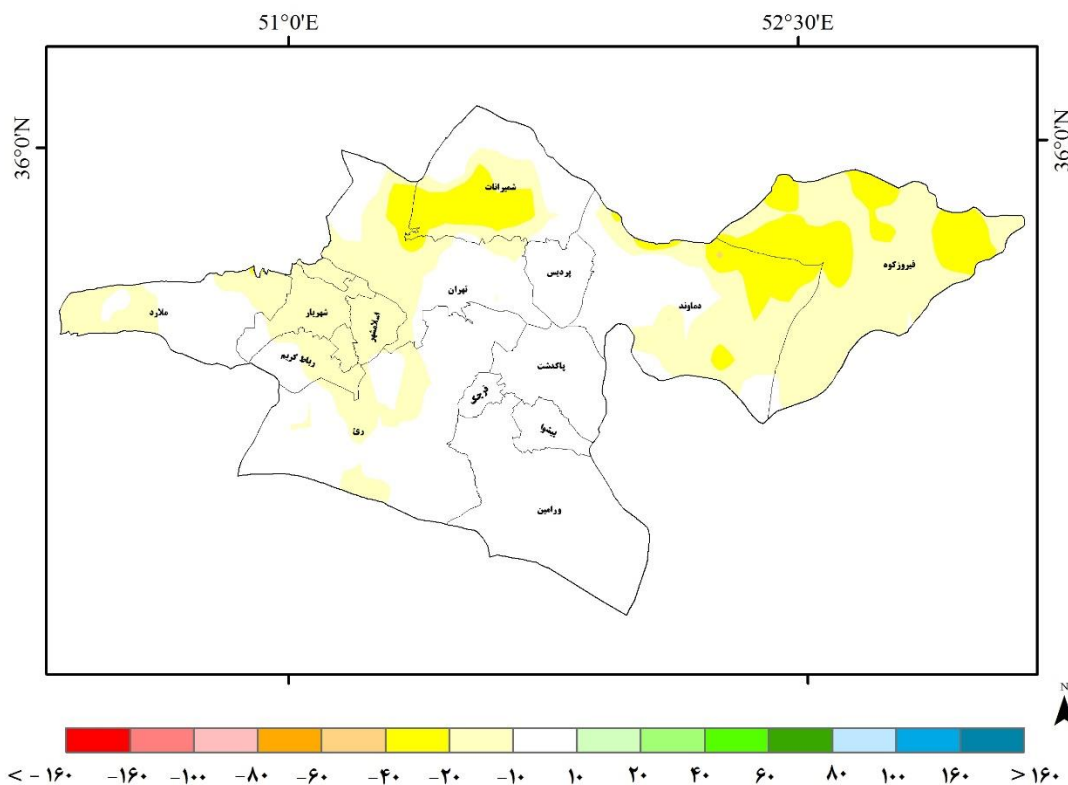 51°0'E 52°30'E
36°0'N 36°0'N
شمیرانات
فیروزکوه
پردیس
تهران
دماوند
ملارد
شهریار
اسلامشهر
رباط کریم
پاکدشت
قرچک
ری
پیشوا
ورامین
N
< - ۱۶۰ -۱۶۰ -۱۰۰ -۸۰ -۶۰ -۴۰ -۲۰ -۱۰ ۱۰ ۲۰ ۴۰ ۶۰ ۸۰ ۱۰۰ ۱۶۰ > ۱۶۰